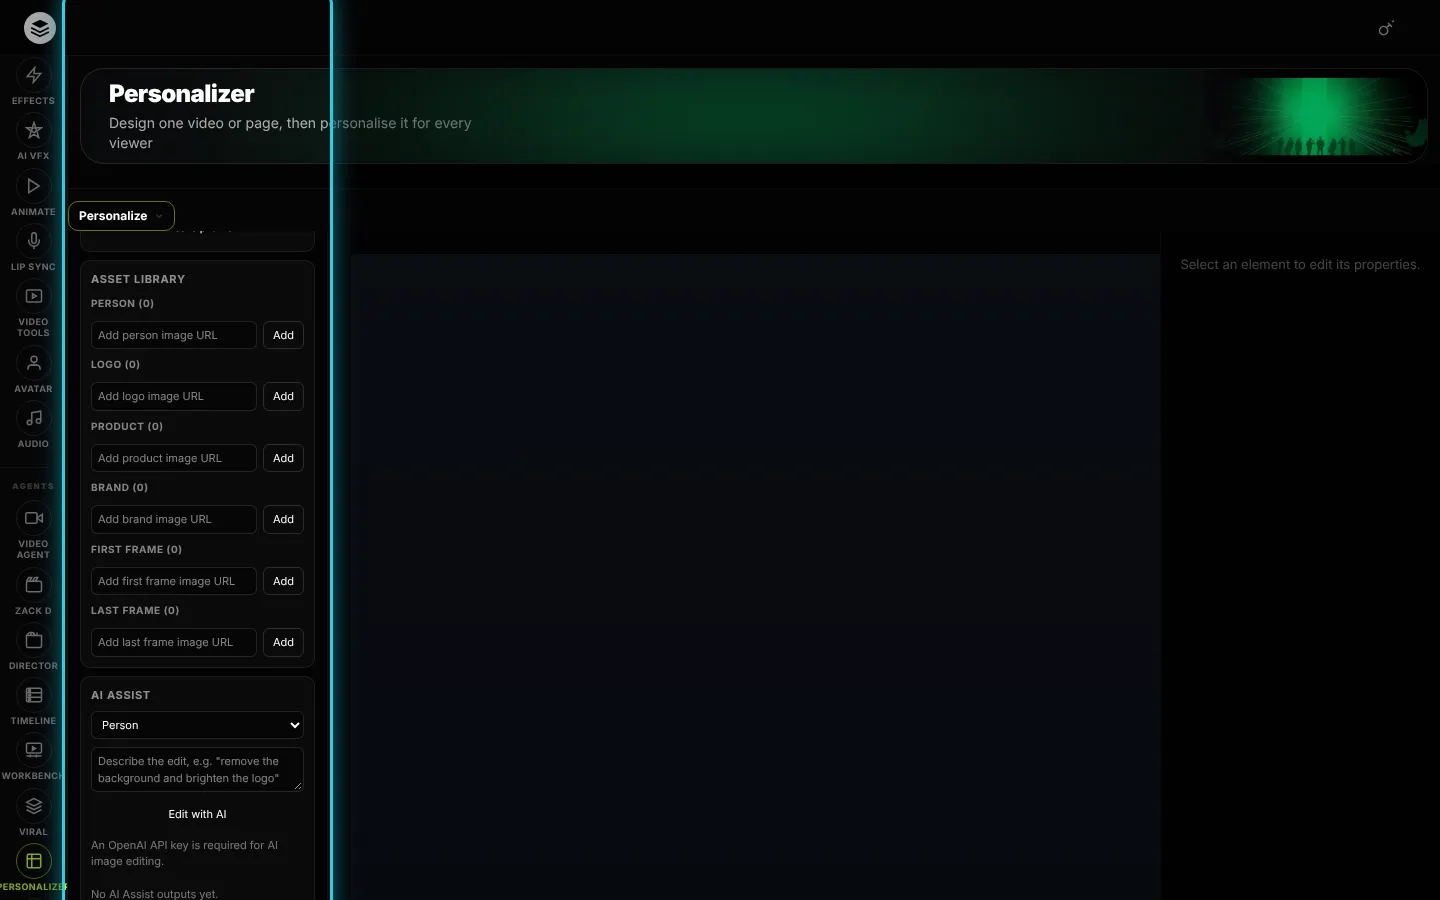 EFFECTS
AI VFX
ANIMATE
LIP SYNC
VIDEO
TOOLS
AVATAR
AUDIO
AGENTS
VIDEO
AGENT
ZACK D
DIRECTOR
TIMELINE
WORKBENCH
VIRAL
PERSONALIZER
Personalizer
Design one video or page, then personalise it for every
viewer
Personalize
ASSET LIBRARY
PERSON (0)
Add person image URL
Add
LOGO (0)
Add logo image URL
Add
PRODUCT (0)
Add product image URL
Add
BRAND (0)
Add brand image URL
Add
FIRST FRAME (0)
Add first frame image URL
Add
LAST FRAME (0)
Add last frame image URL
Add
AI ASSIST
Person
Describe the edit, e.g. "remove the
background and brighten the logo"
Edit with AI
An OpenAI API key is required for AI
image editing.
No AI Assist outputs yet.
Select an element to edit its properties.